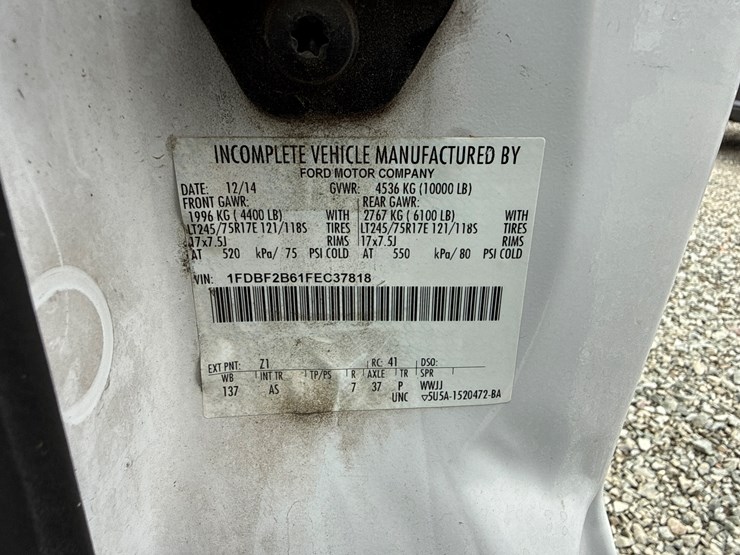 INCOMPLETE VEHICLE MANUFACTURED BY
FORD MOTOR COMPANY
DATE: 12/14 GVWR: 4536 KG (10000 LB)
FRONT GAWR: REAR GAWR:
1996 KG ( 4400 LB) WITH 2767 KG ( 6100 LB) WITH
LT245/75R17E 121/118S TIRES LT245/75R17E 121/118S TIRES
17x7.5J RIMS 17x7.5J RIMS
AT 520 kPa/ 75 PSI COLD AT 550 kPa/ 80 PSI COLD
VIN: 1FDBF2B61FEC37818
EXT PNT: Z1 RC: 41 DSO:
WB INT TR TP/PS R AXLE TR SPR
137 AS 7 37 P WWJJ
UNC ▽5U5A-1520472-BA